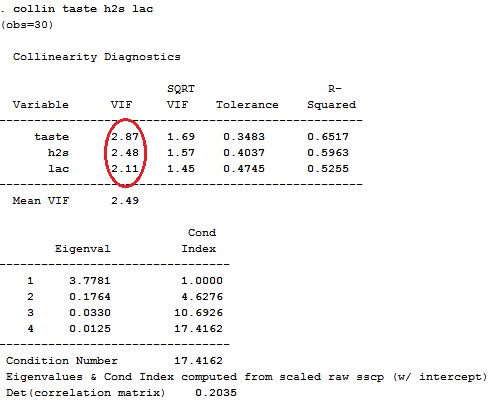 . collin taste h2s lac
(obs=30)
Collinearity Diagnostics
SQRT R-
Variable VIF VIF Tolerance Squared
----------------------------------------------------
taste 2.87 1.69 0.3483 0.6517
h2s 2.48 1.57 0.4037 0.5963
lac 2.11 1.45 0.4745 0.5255
----------------------------------------------------
Mean VIF 2.49
Cond
Eigenval Index
---------------------------------
1 3.7781 1.0000
2 0.1764 4.6276
3 0.0330 10.6926
4 0.0125 17.4162
---------------------------------
Condition Number 17.4162
Eigenvalues & Cond Index computed from scaled raw sscp (w/ intercept)
Det(correlation matrix) 0.2035